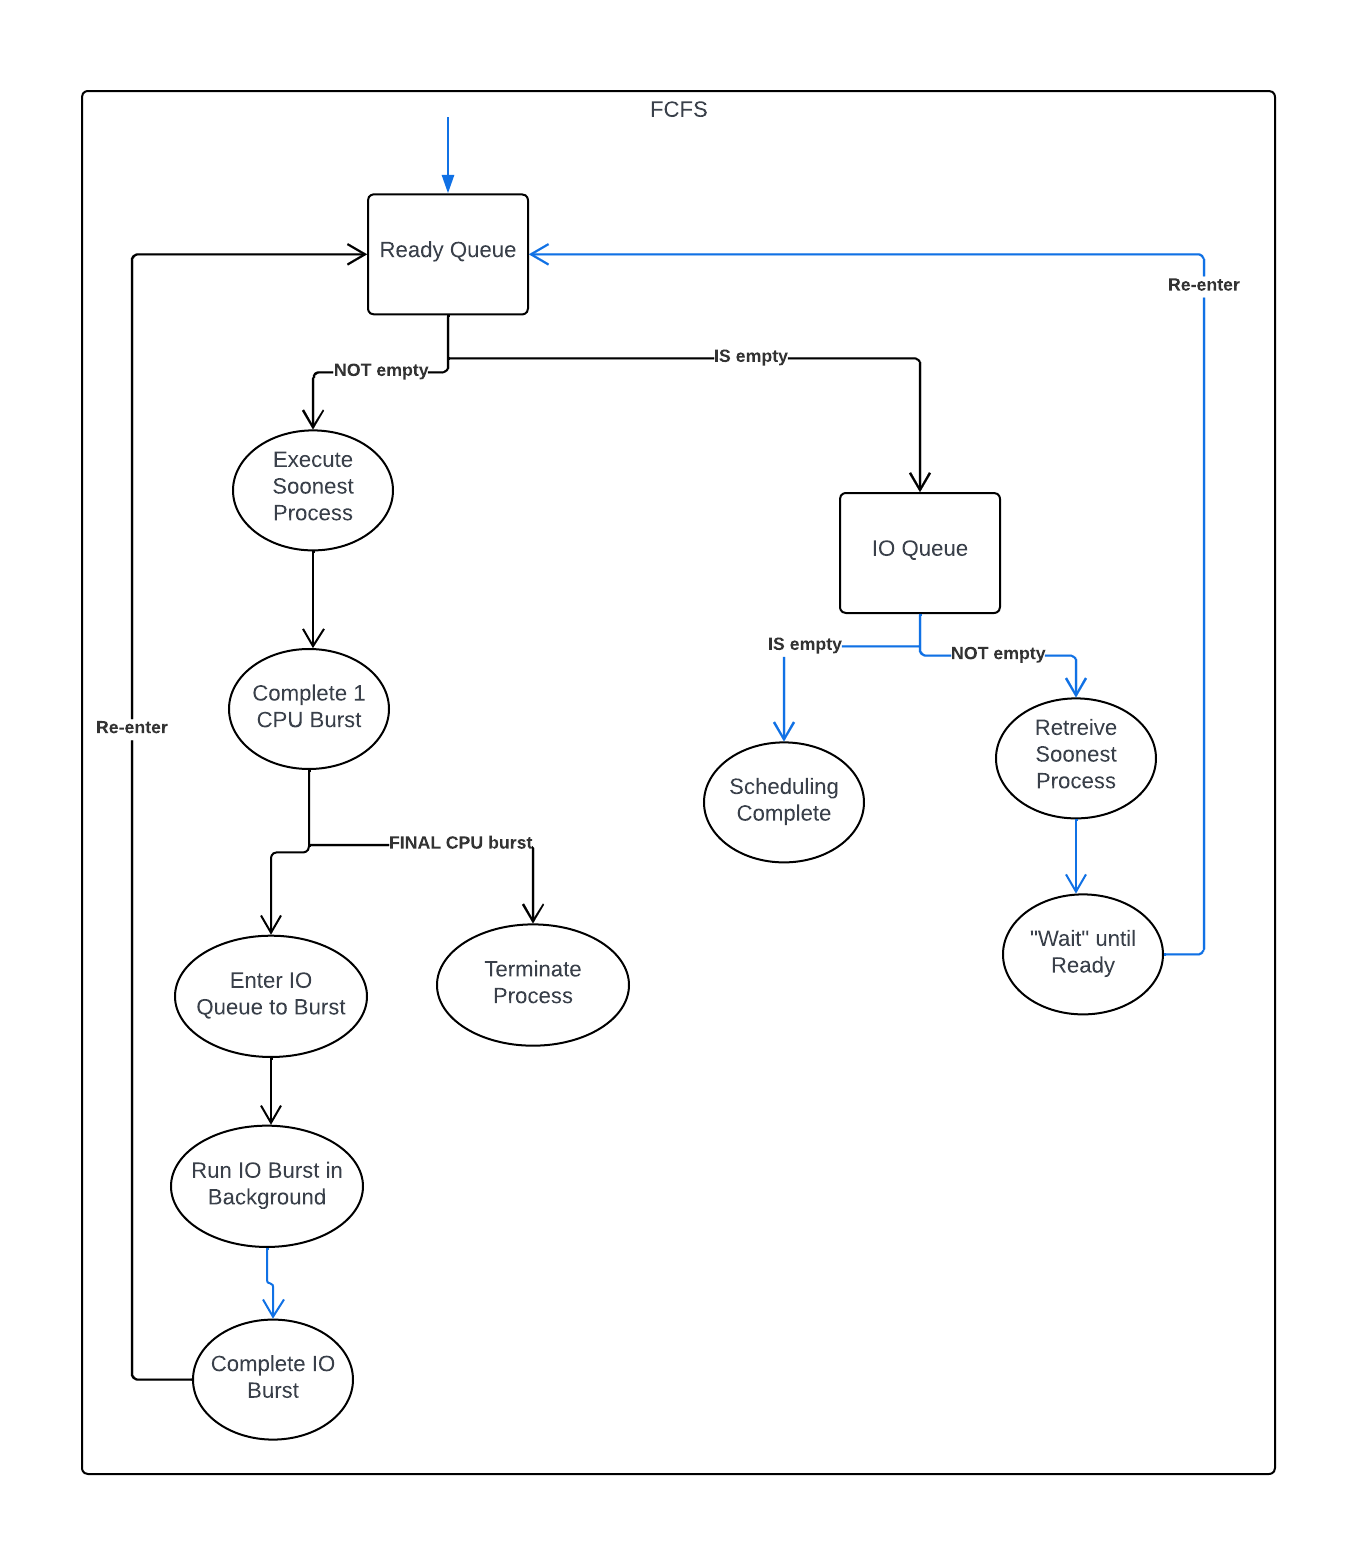 FCFS
Ready Queue
Re-enter
IS empty
NOT empty
Execute
Soonest
Process
IO Queue
IS empty
NOT empty
Complete 1
CPU Burst
Re-enter
Retreive
Soonest
Process
Scheduling
Complete
FINAL CPU burst
"Wait" until
Ready
Enter IO
Queue to Burst
Terminate
Process
Run IO Burst in
Background
Complete IO
Burst